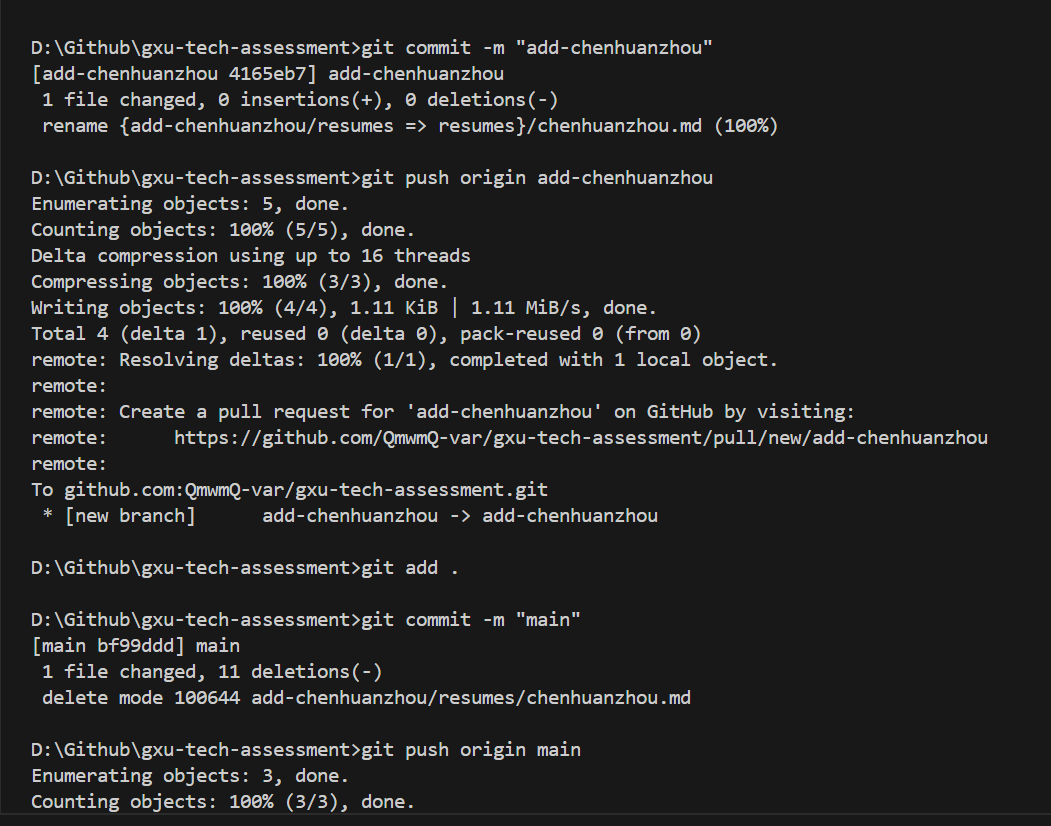 D:\Github\gxu-tech-assessment>git commit -m "add-chenhuanzhou"
[add-chenhuanzhou 4165eb7] add-chenhuanzhou
 1 file changed, 0 insertions(+), 0 deletions(-)
 rename {add-chenhuanzhou/resumes => resumes}/chenhuanzhou.md (100%)
D:\Github\gxu-tech-assessment>git push origin add-chenhuanzhou
Enumerating objects: 5, done.
Counting objects: 100% (5/5), done.
Delta compression using up to 16 threads
Compressing objects: 100% (3/3), done.
Writing objects: 100% (4/4), 1.11 KiB | 1.11 MiB/s, done.
Total 4 (delta 1), reused 0 (delta 0), pack-reused 0 (from 0)
remote: Resolving deltas: 100% (1/1), completed with 1 local object.
remote:
remote: Create a pull request for 'add-chenhuanzhou' on GitHub by visiting:
remote:      https://github.com/QmwmQ-var/gxu-tech-assessment/pull/new/add-chenhuanzhou
remote:
To github.com:QmwmQ-var/gxu-tech-assessment.git
 * [new branch]      add-chenhuanzhou -> add-chenhuanzhou
D:\Github\gxu-tech-assessment>git add .
D:\Github\gxu-tech-assessment>git commit -m "main"
[main bf99ddd] main
 1 file changed, 11 deletions(-)
 delete mode 100644 add-chenhuanzhou/resumes/chenhuanzhou.md
D:\Github\gxu-tech-assessment>git push origin main
Enumerating objects: 3, done.
Counting objects: 100% (3/3), done.